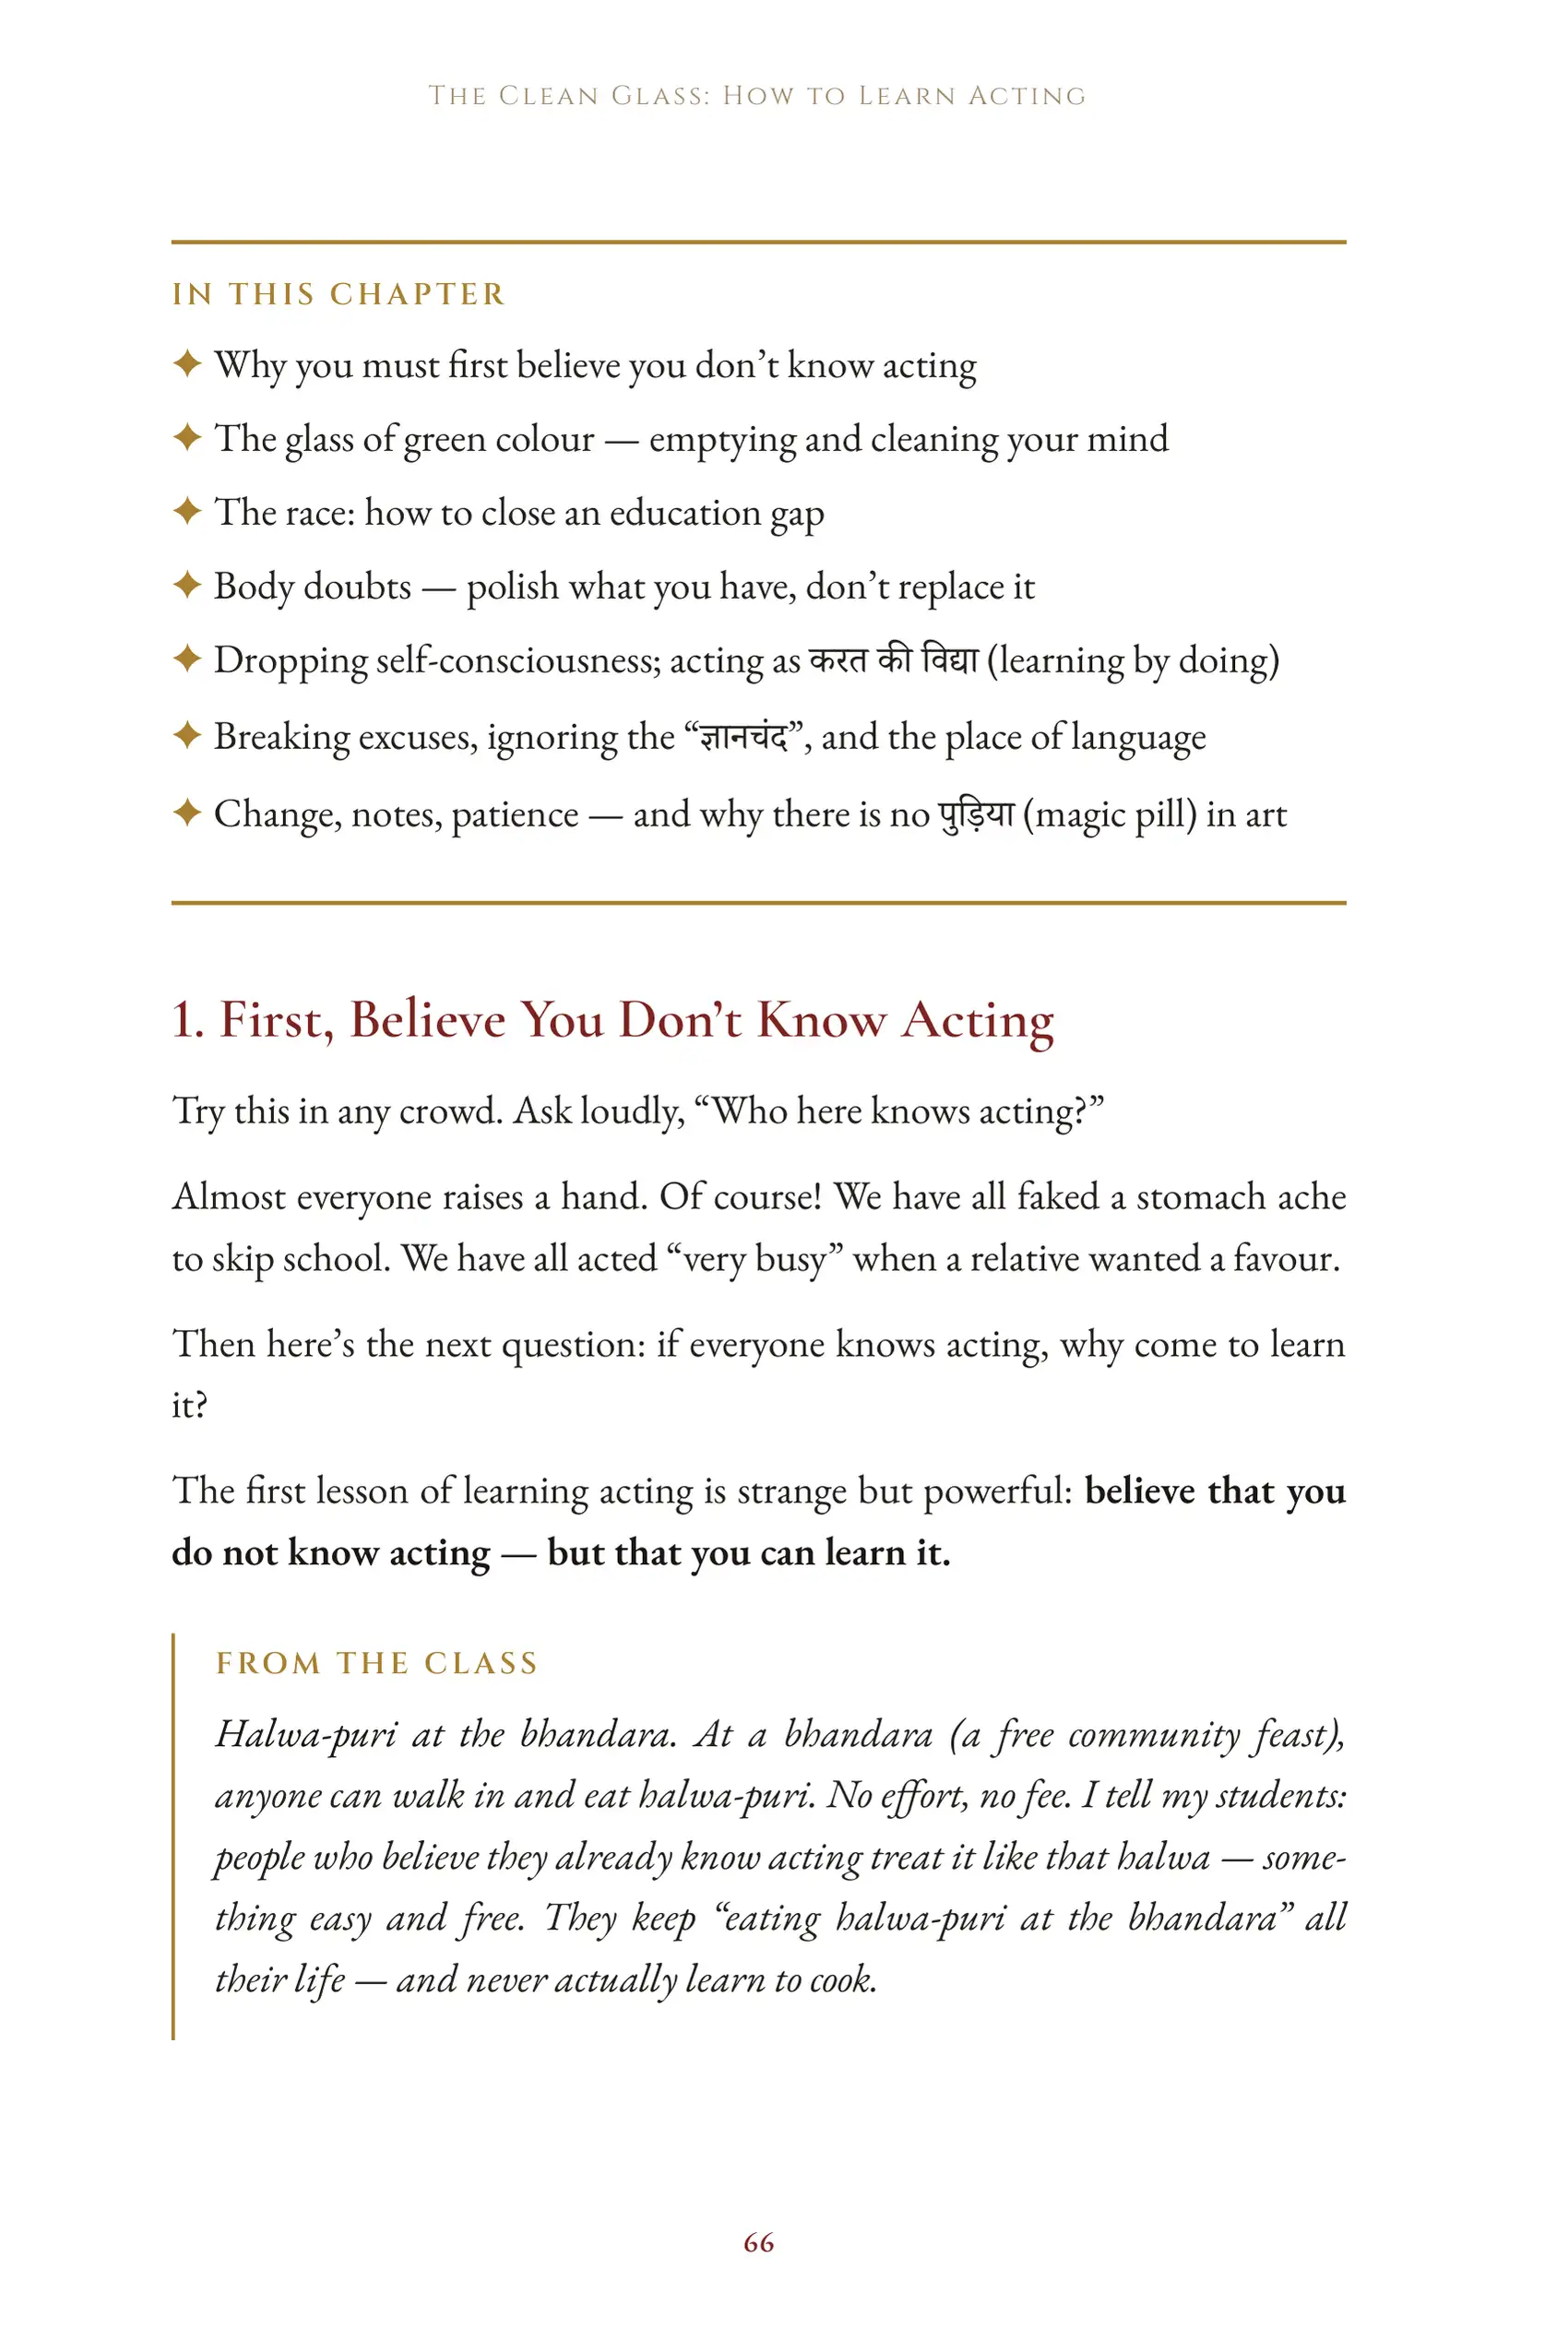 The Clean Glass: How to Learn Acting
IN THIS CHAPTER
✦ Why you must first believe you don’t know acting
✦ The glass of green colour — emptying and cleaning your mind
✦ The race: how to close an education gap
✦ Body doubts — polish what you have, don’t replace it
✦ Dropping self-consciousness; acting as करत की विद्या (learning by doing)
✦ Breaking excuses, ignoring the “ज्ञानचंद”, and the place of language
✦ Change, notes, patience — and why there is no पुड़िया (magic pill) in art
1. First, Believe You Don’t Know Acting
Try this in any crowd. Ask loudly, “Who here knows acting?”
Almost everyone raises a hand. Of course! We have all faked a stomach ache
to skip school. We have all acted “very busy” when a relative wanted a favour.
Then here’s the next question: if everyone knows acting, why come to learn
it?
The first lesson of learning acting is strange but powerful: believe that you
do not know acting — but that you can learn it.
FROM THE CLASS
Halwa-puri at the bhandara. At a bhandara (a free community feast),
anyone can walk in and eat halwa-puri. No effort, no fee. I tell my students:
people who believe they already know acting treat it like that halwa — some-
thing easy and free. They keep “eating halwa-puri at the bhandara” all
their life — and never actually learn to cook.
66